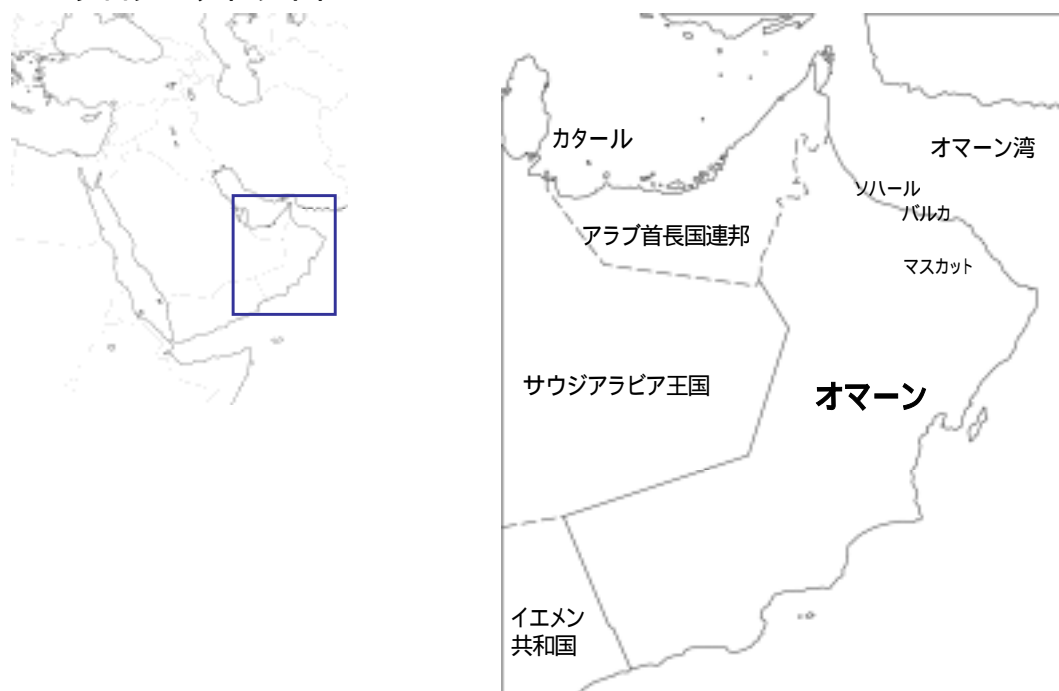 カタール
オマーン湾
ソハール
バルカ
アラブ首長国連邦
マスカット
サウジアラビア王国
オマーン
イエメン
共和国